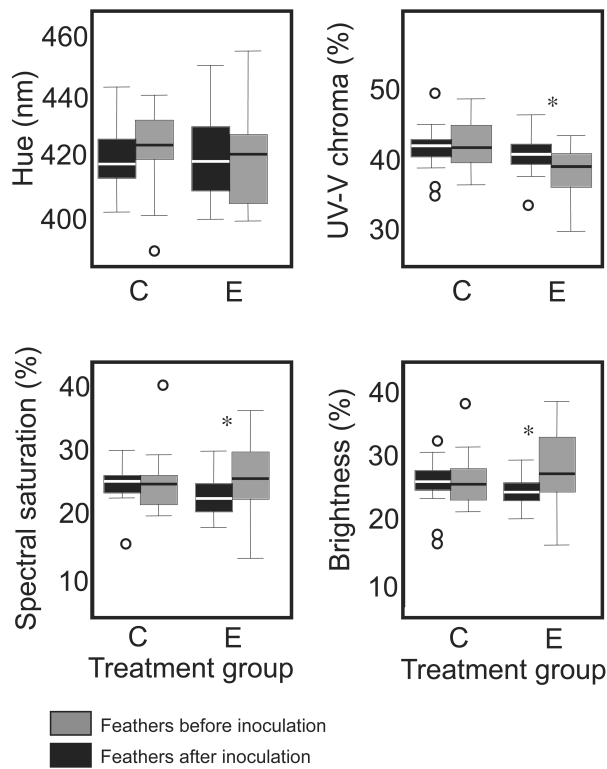 Hue (nm)
460
440
420
400
C E
UV-V chroma (%)
50
40
30
*
C E
Spectral saturation (%)
40
30
20
10
*
C E
Treatment group
Brightness (%)
40
30
20
10
*
C E
Treatment group
Feathers before inoculation
Feathers after inoculation